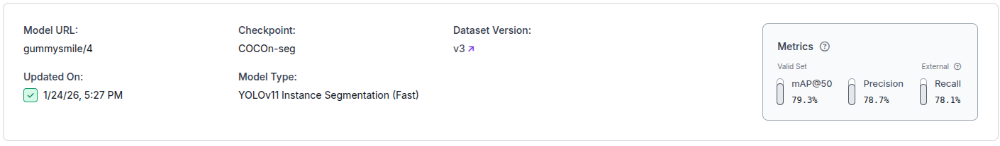 Model URL:
gummysmile/4
Checkpoint:
COCOn-seg
Dataset Version:
v3
Updated On:
1/24/26, 5:27 PM
Model Type:
YOLOv11 Instance Segmentation (Fast)
Metrics
Valid Set
External
mAP@50
79.3%
Precision
78.7%
Recall
78.1%